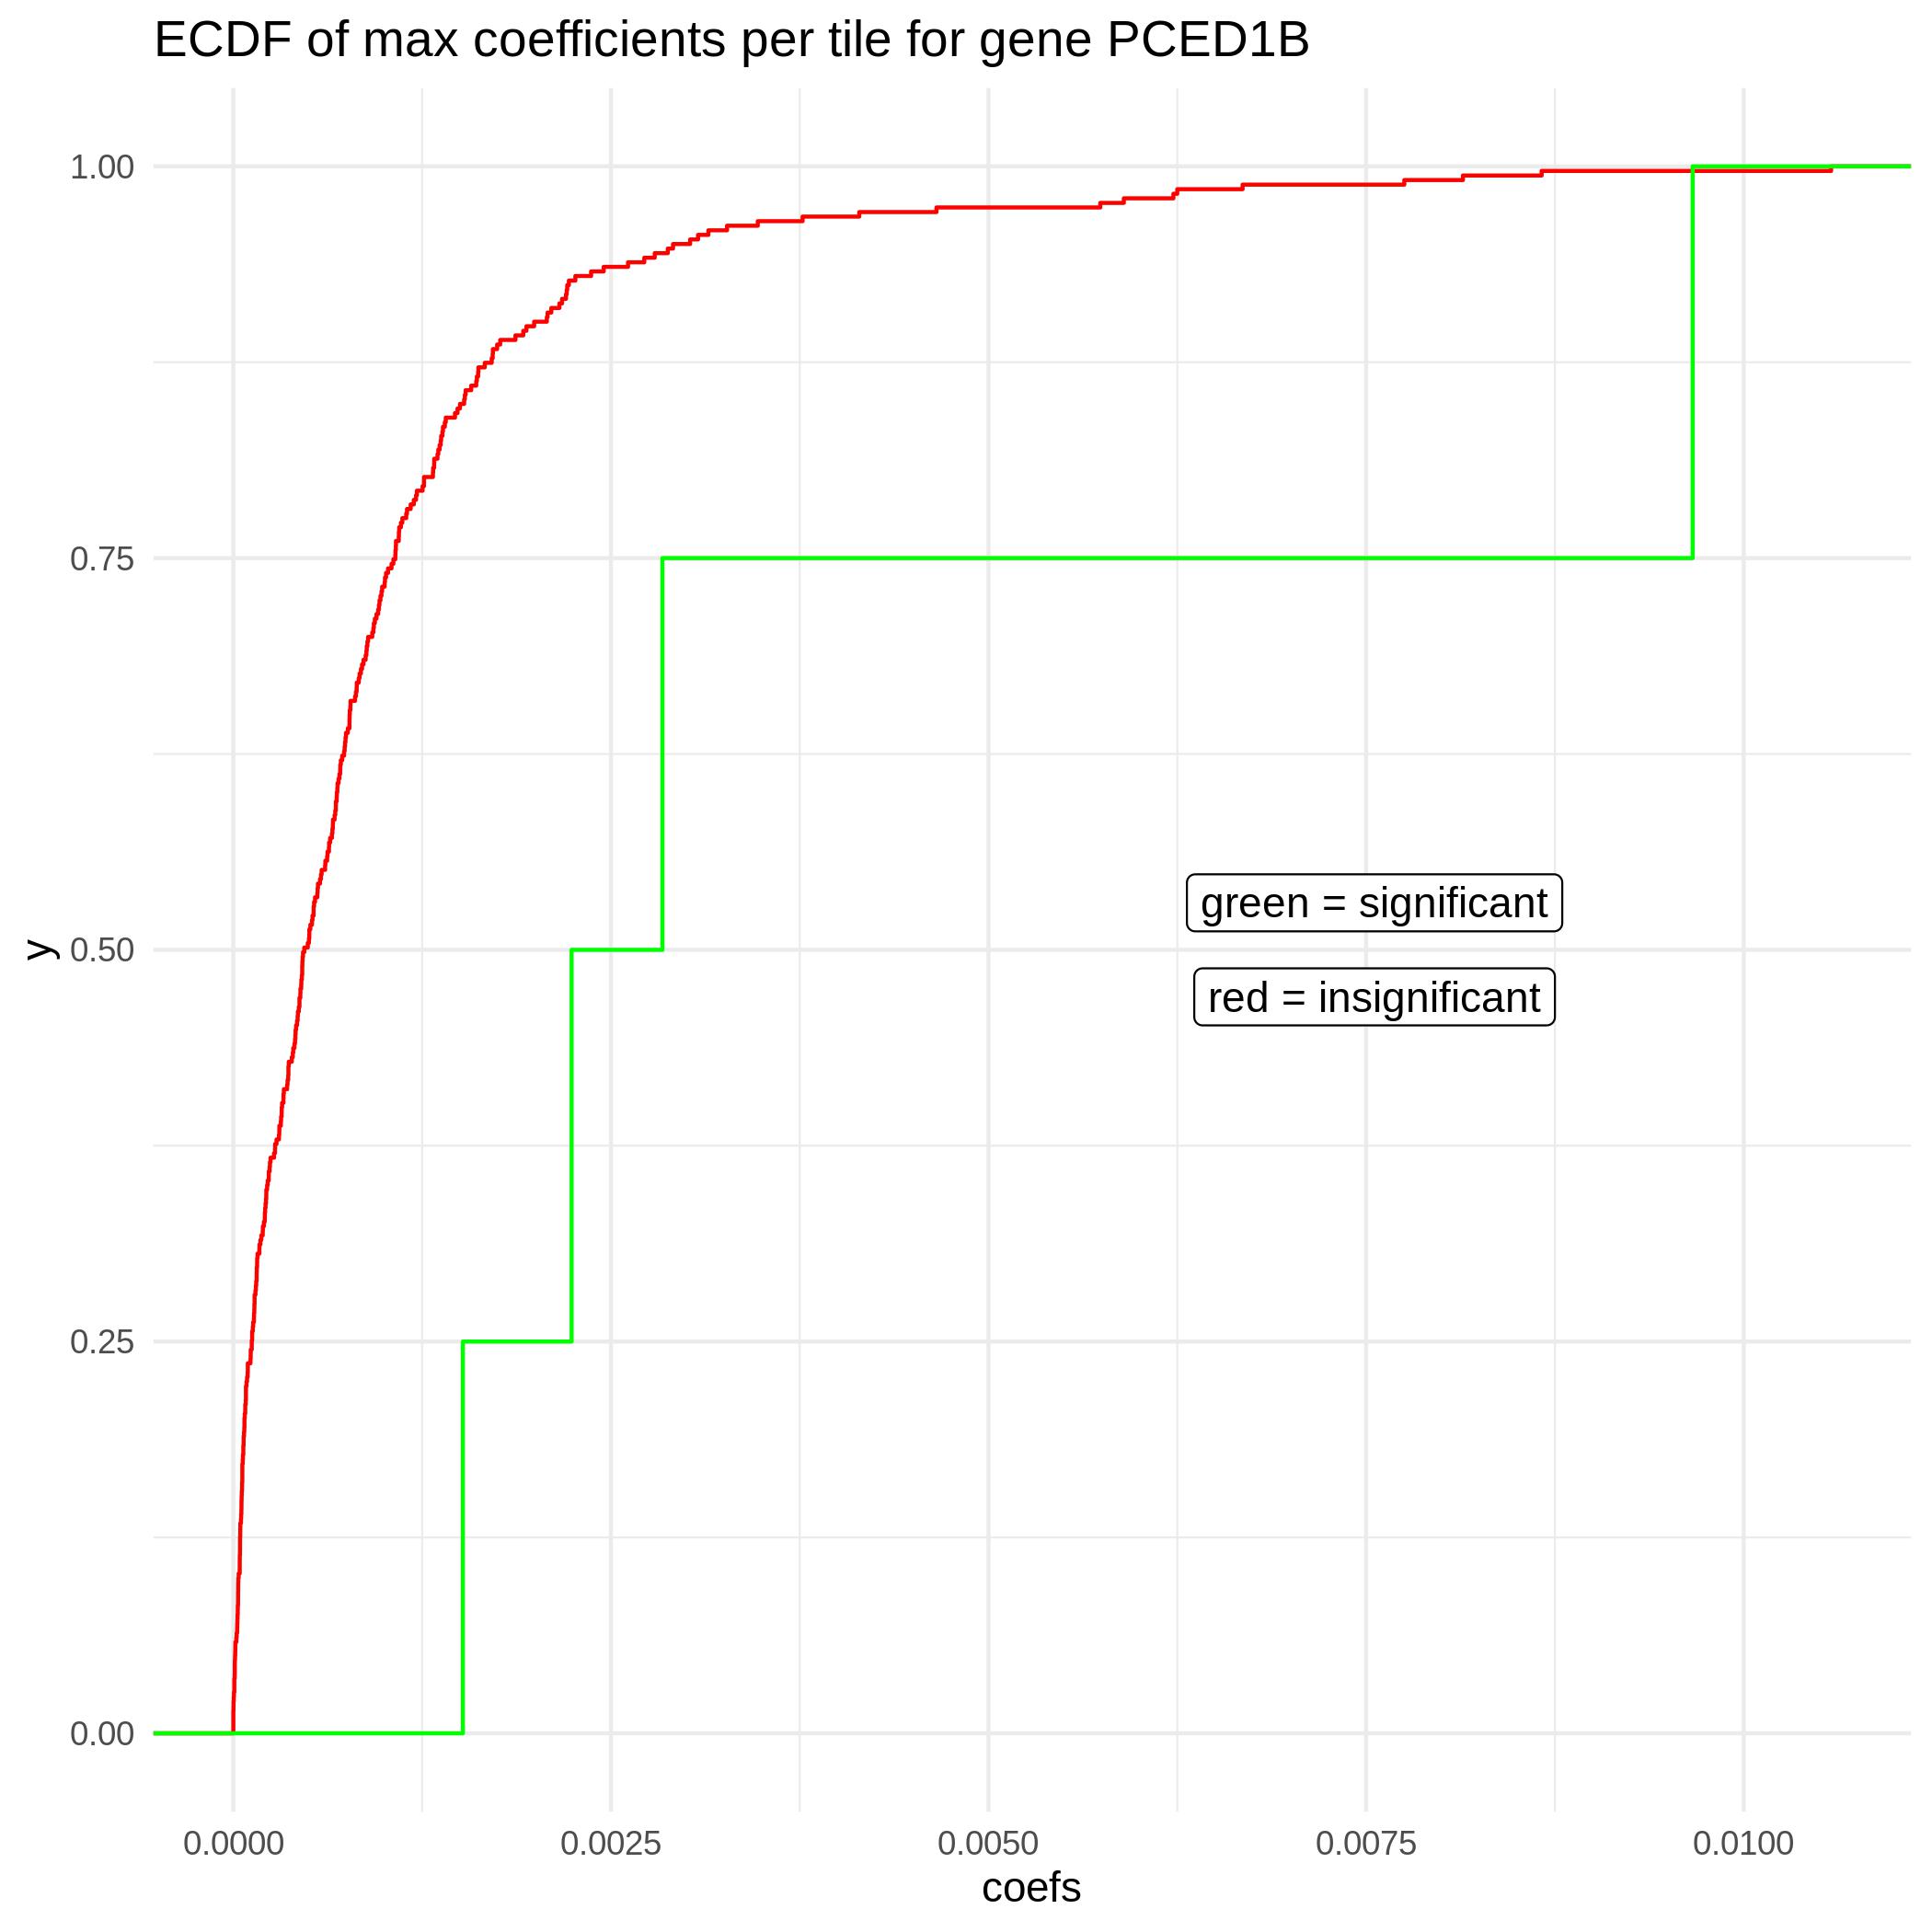 ECDF of max coefficients per tile for gene PCED1B
1.00
0.75
y
0.50
0.25
0.00
green = significant
red = insignificant
0.0000
0.0025
0.0050
0.0075
0.0100
coefs